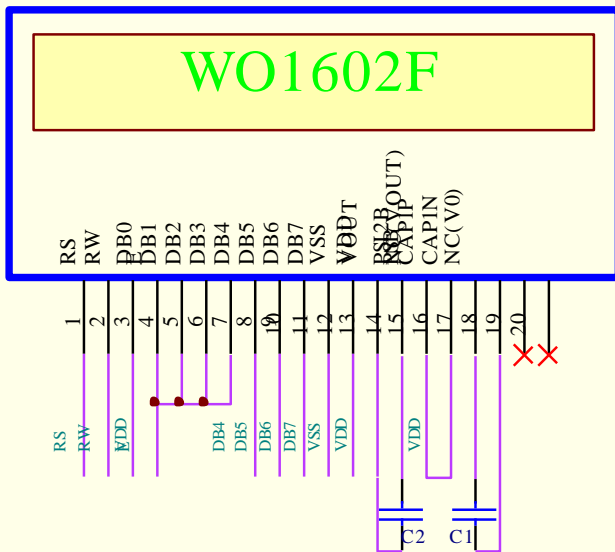 WO1602F
RS
RW
E
DB0
DB1
DB2
DB3
DB4
DB5
DB6
DB7
VSS
VDD
VOUT
CAP1P
CAP1N
NC(V0)
1
2
3
4
5
6
7
8
9
10
11
12
13
14
15
16
17
18
19
20
RS
RW
E
VDD
DB4
DB5
DB6
DB7
VSS
VDD
VDD
C2
C1